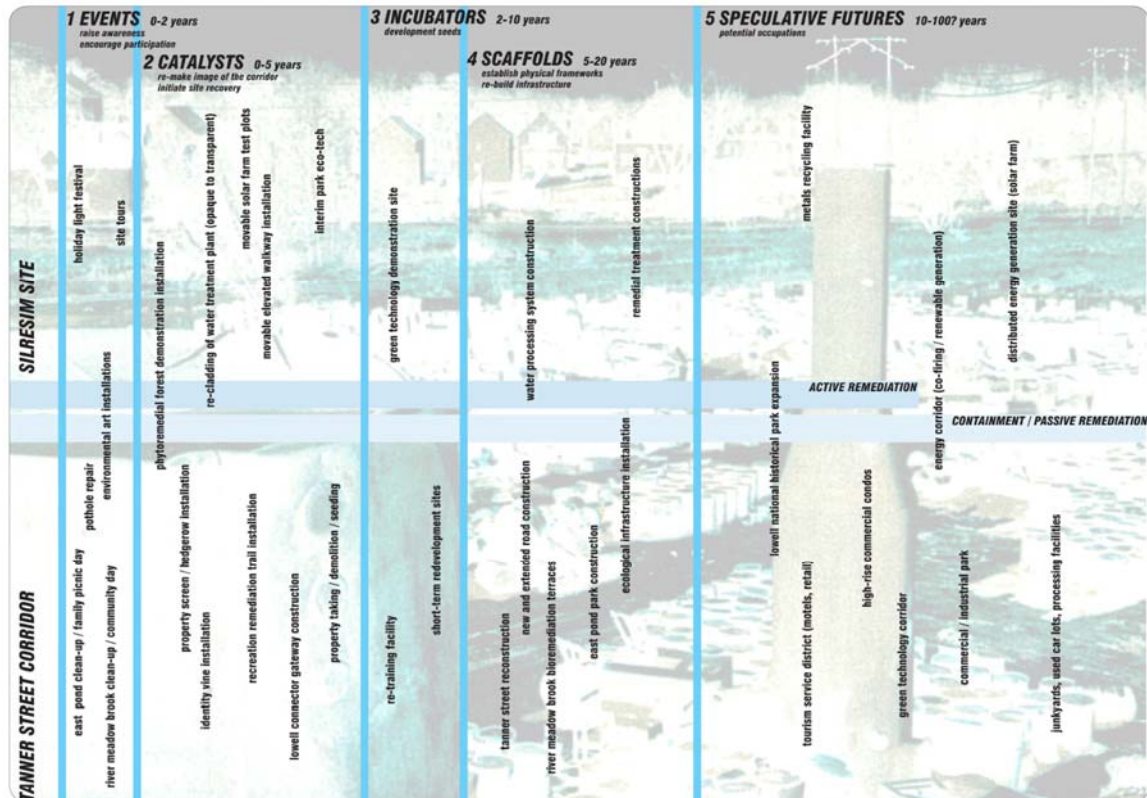 1 EVENTS 0-2 years
raise awareness
encourage participation
2 CATALYSTS 0-5 years
re-make image of the corridor
initiate site recovery
3 INCUBATORS 2-10 years
development seeds
4 SCAFFOLDS 5-20 years
establish physical frameworks
re-build infrastructure
5 SPECULATIVE FUTURES 10-100? years
potential occupations
SILRESIM SITE
holiday light festival
site tours
environmental art installations
phytoremedial forest demonstration installation
re-cladding of water treatment plant (opaque to transparent)
movable solar farm test plots
movable elevated walkway installation
interim park eco-tech
green technology demonstration site
water processing system construction
remedial treatment constructions
metals recycling facility
lowell national historical park expansion
energy corridor (co-firing / renewable generation)
distributed energy generation site (solar farm)
ACTIVE REMEDIATION
CONTAINMENT / PASSIVE REMEDIATION
TANNER STREET CORRIDOR
east pond clean-up / family picnic day
pothole repair
river meadow brook clean-up / community day
property screen / hedgerow installation
identity vine installation
recreation remediation trail installation
lowell connector gateway construction
property taking / demolition / seeding
re-training facility
short-term redevelopment sites
tanner street reconstruction
new and extended road construction
river meadow brook bioremediation terraces
east pond park construction
ecological infrastructure installation
tourism service district (motels, retail)
high-rise commercial condos
green technology corridor
commercial / industrial park
junkyards, used car lots, processing facilities